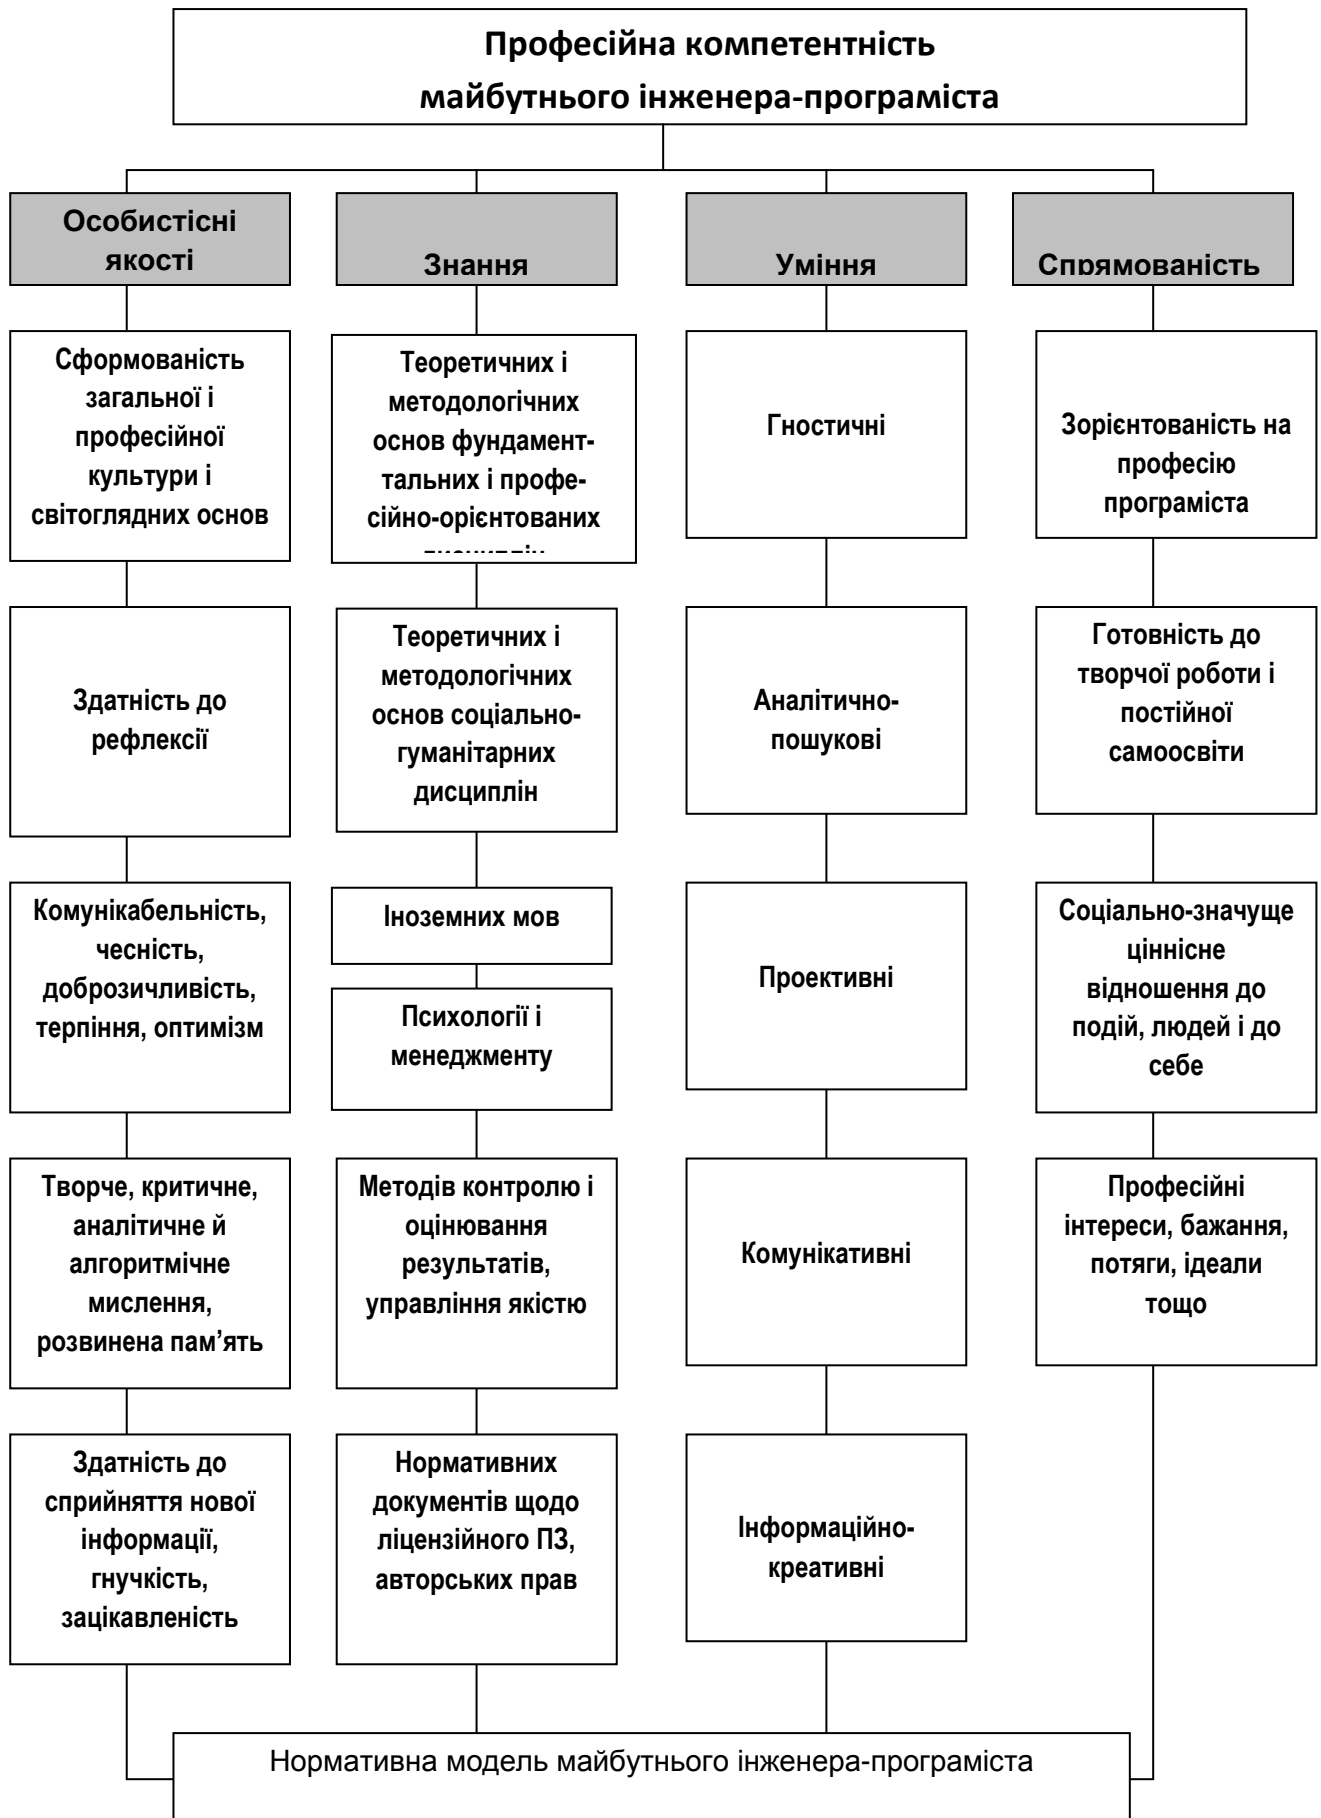 Професійна компетентність
майбутнього інженера-програміста
Особистісні
якості
Знання
Уміння
Спрямованість
Сформованість
загальної і
професійної
культури і
світоглядних основ
Теоретичних і
методологічних
основ фундамент-
тальних і профе-
сійно-орієнтованих
дисциплін
Гностичні
Зорієнтованість на
професію
програміста
Здатність до
рефлексії
Теоретичних і
методологічних
основ соціально-
гуманітарних
дисциплін
Аналітично-
пошукові
Готовність до
творчої роботи і
постійної
самоосвіти
Комунікабельність,
чесність,
доброзичливість,
терпіння, оптимізм
Іноземних мов
Психології і
менеджменту
Проективні
Соціально-значуще
ціннісне
відношення до
подій, людей і до
себе
Творче, критичне,
аналітичне й
алгоритмічне
мислення,
розвинена пам’ять
Методів контролю і
оцінювання
результатів,
управління якістю
Комунікативні
Професійні
інтереси, бажання,
потяги, ідеали
тощо
Здатність до
сприйняття нової
інформації,
гнучкість,
зацікавленість
Нормативних
документів щодо
ліцензійного ПЗ,
авторських прав
Інформаційно-
креативні
Нормативна модель майбутнього інженера-програміста